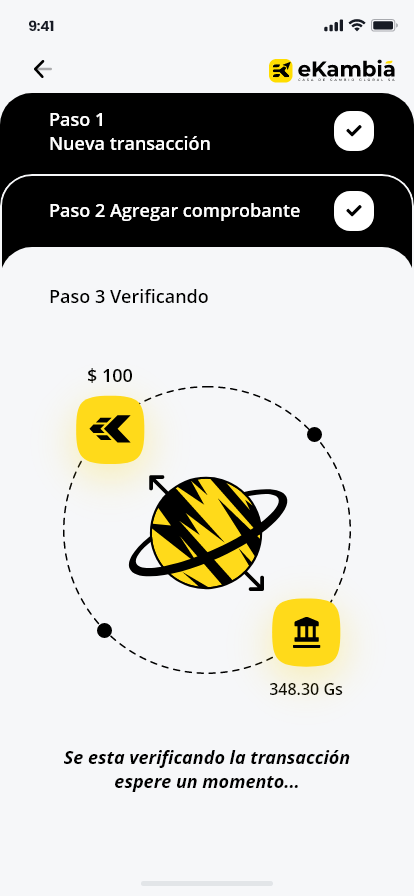 9:41
eKambia
CASA DE CAMBIO GLOBAL SA
Paso 1
Nueva transacción
Paso 2 Agregar comprobante
Paso 3 Verificando
$ 100
348.30 Gs
Se esta verificando la transacción
espere un momento...